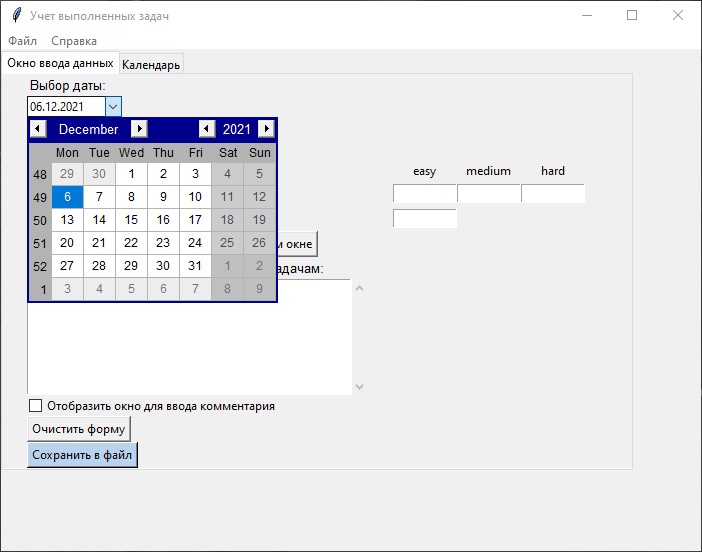 Учет выполненных задач
Файл Справка
Окно ввода данных Календарь
Выбор даты:
06.12.2021
December 2021
Mon Tue Wed Thu Fri Sat Sun
48 29 30 1 2 3 4 5
49 6 7 8 9 10 11 12
50 13 14 15 16 17 18 19
51 20 21 22 23 24 25 26
52 27 28 29 30 31 1 2
1 3 4 5 6 7 8 9
easy medium hard
окне
адачам:
Отобразить окно для ввода комментария
Очистить форму
Сохранить в файл